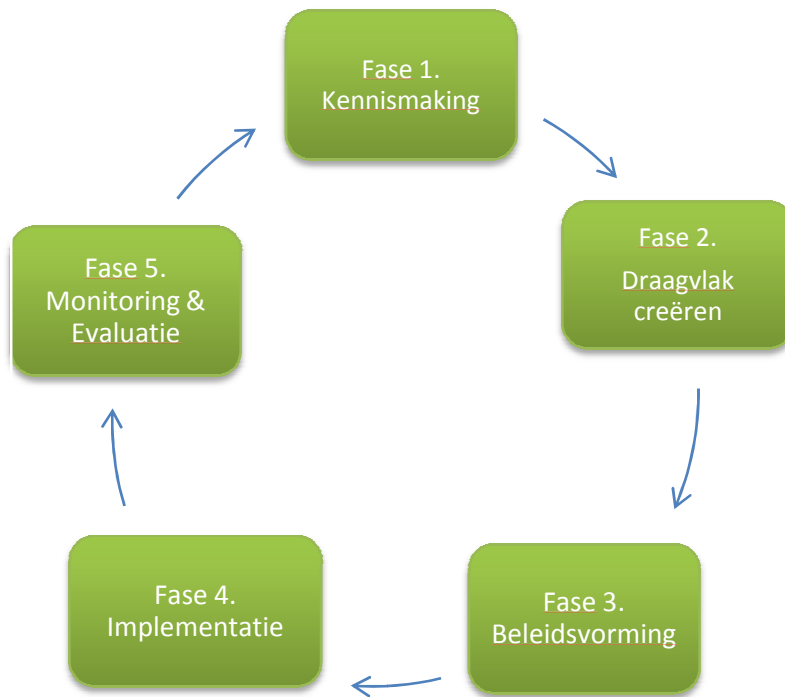 Fase 1.
Kennismaking
Fase 2.
Draagvlak
creëren
Fase 3.
Beleidsvorming
Fase 4.
Implementatie
Fase 5.
Monitoring &
Evaluatie